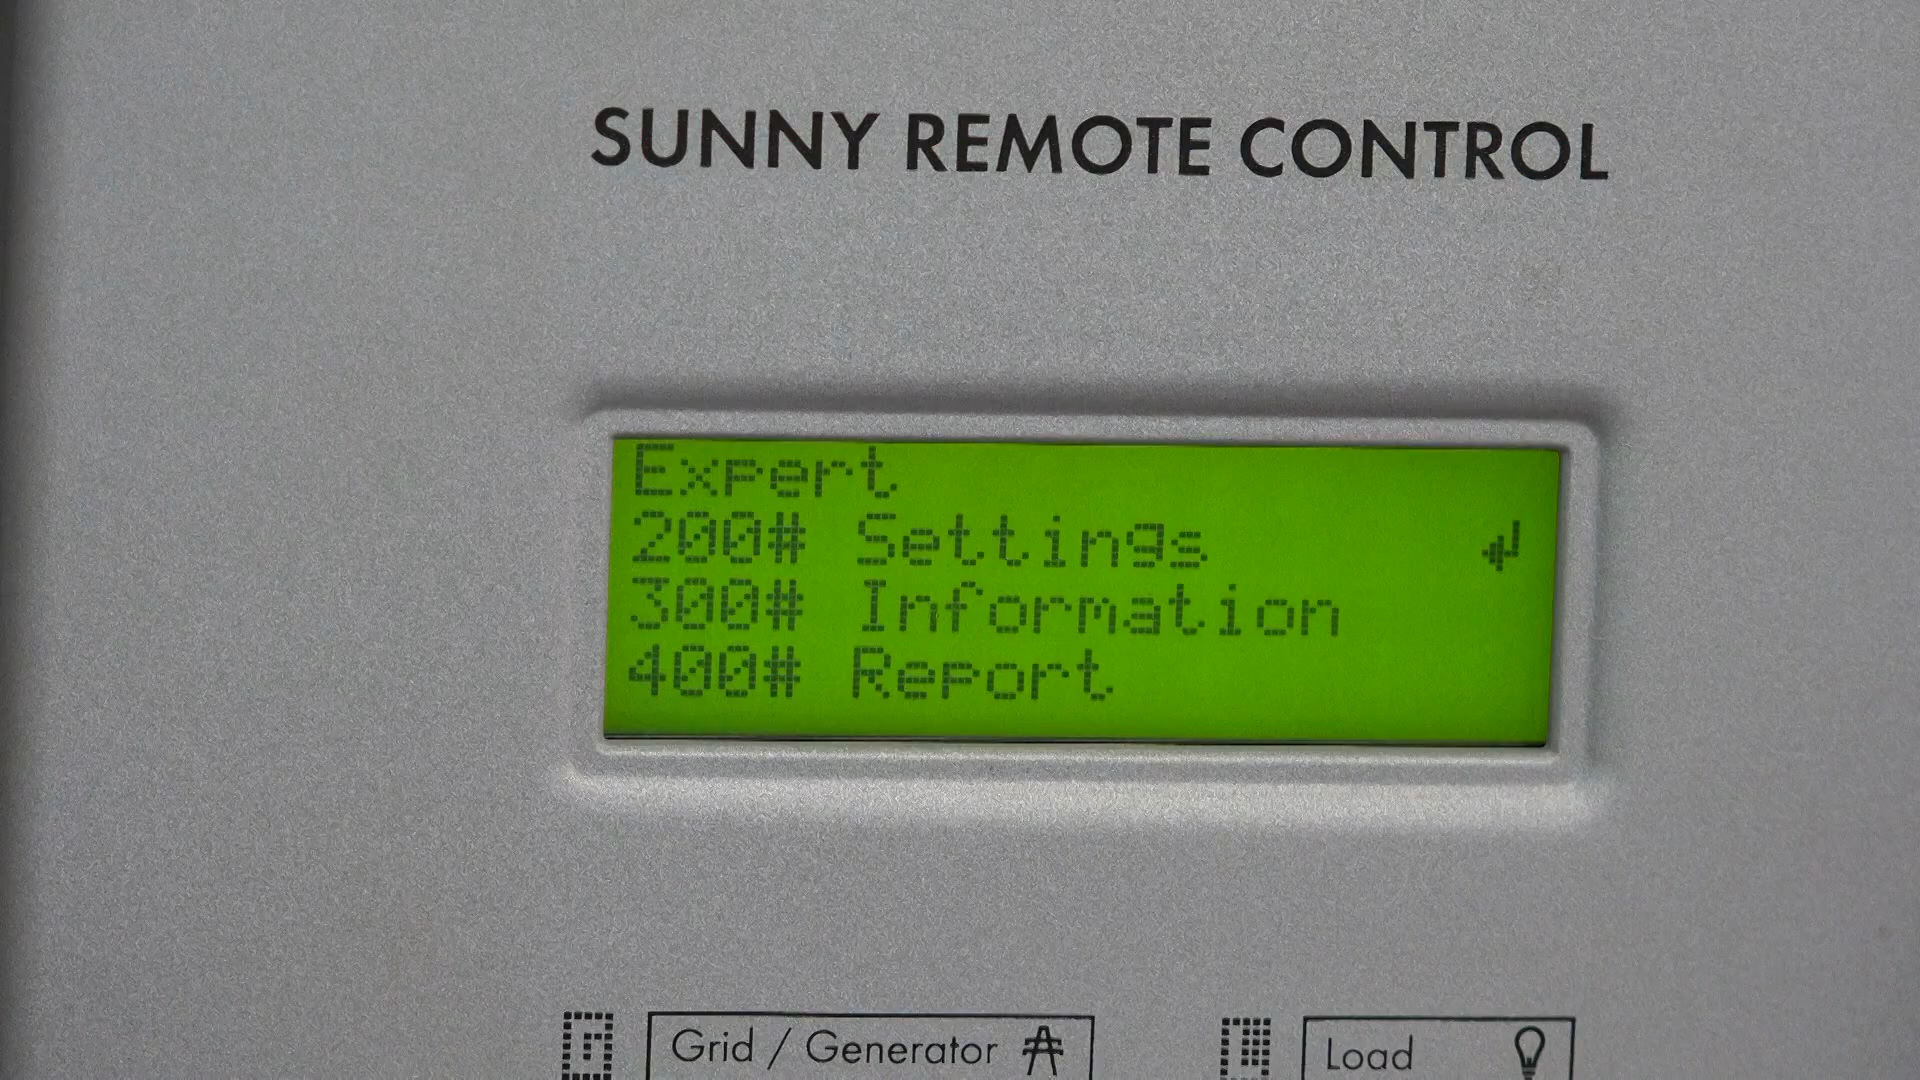 SUNNY REMOTE CONTROL
Expert
200# Settings ↲
300# Information
400# Report
Grid / Generator
Load